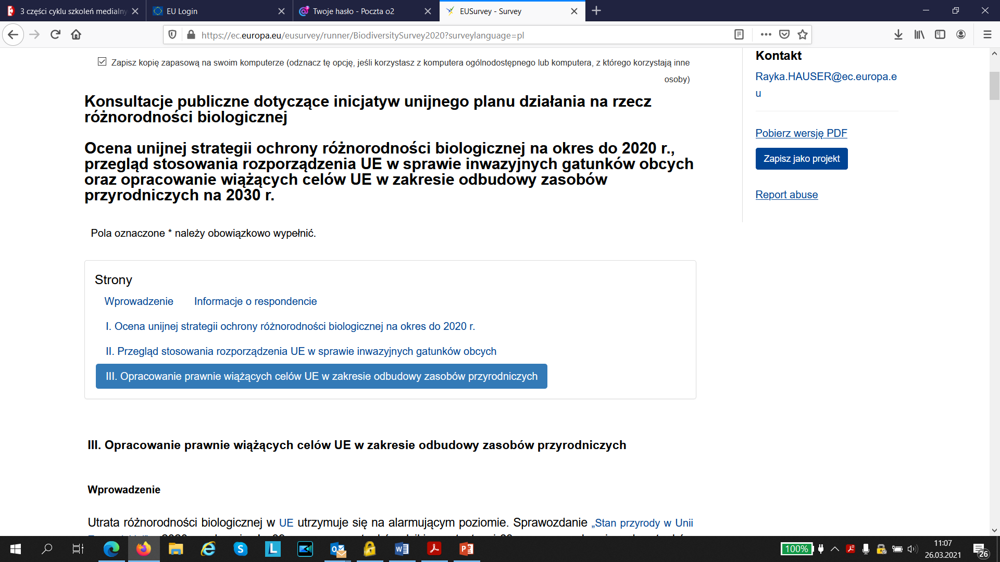 3 części cyklu szkoleń medialny
EU Login
Twoje hasło - Poczta o2
EUSurvey - Survey
https://ec.europa.eu/eusurvey/runner/BiodiversitySurvey2020?surveylanguage=pl
Zapisz kopię zapasową na swoim komputerze (odznacz tę opcję, jeśli korzystasz z komputera ogólnodostępnego lub komputera, z którego korzystają inne
osoby)
Konsultacje publiczne dotyczące inicjatyw unijnego planu działania na rzecz
różnorodności biologicznej
Ocena unijnej strategii ochrony różnorodności biologicznej na okres do 2020 r.,
przegląd stosowania rozporządzenia UE w sprawie inwazyjnych gatunków obcych
oraz opracowanie wiążących celów UE w zakresie odbudowy zasobów
przyrodniczych na 2030 r.
Pola oznaczone * należy obowiązkowo wypełnić.
Strony
Wprowadzenie Informacje o respondencie
I. Ocena unijnej strategii ochrony różnorodności biologicznej na okres do 2020 r.
II. Przegląd stosowania rozporządzenia UE w sprawie inwazyjnych gatunków obcych
III. Opracowanie prawnie wiążących celów UE w zakresie odbudowy zasobów przyrodniczych
III. Opracowanie prawnie wiążących celów UE w zakresie odbudowy zasobów przyrodniczych
Wprowadzenie
Utrata różnorodności biologicznej w UE utrzymuje się na alarmującym poziomie. Sprawozdanie „Stan przyrody w Unii
Kontakt
Rayka.HAUSER@ec.europa.e
u
Pobierz wersję PDF
Zapisz jako projekt
Report abuse
100%
11:07
26.03.2021
26